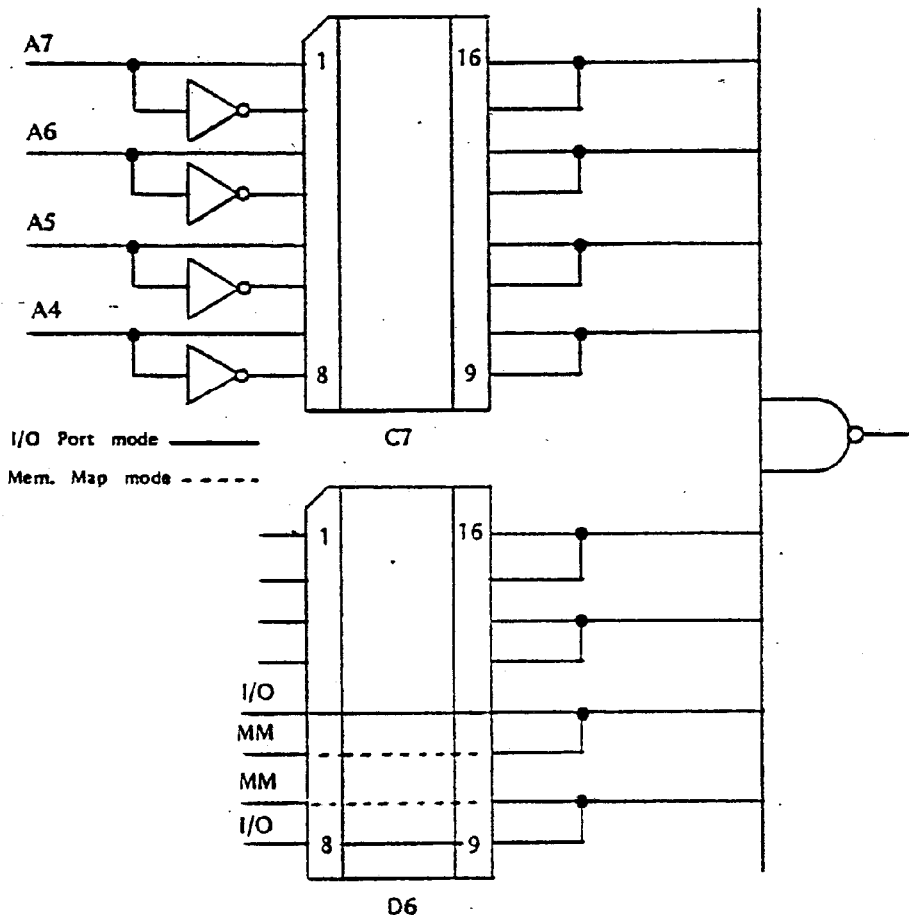 A7
1 16
A6
A5
A4
8 9
C7
I/O Port mode
Mem. Map mode
1 16
I/O
MM
MM
I/O
8 9
D6